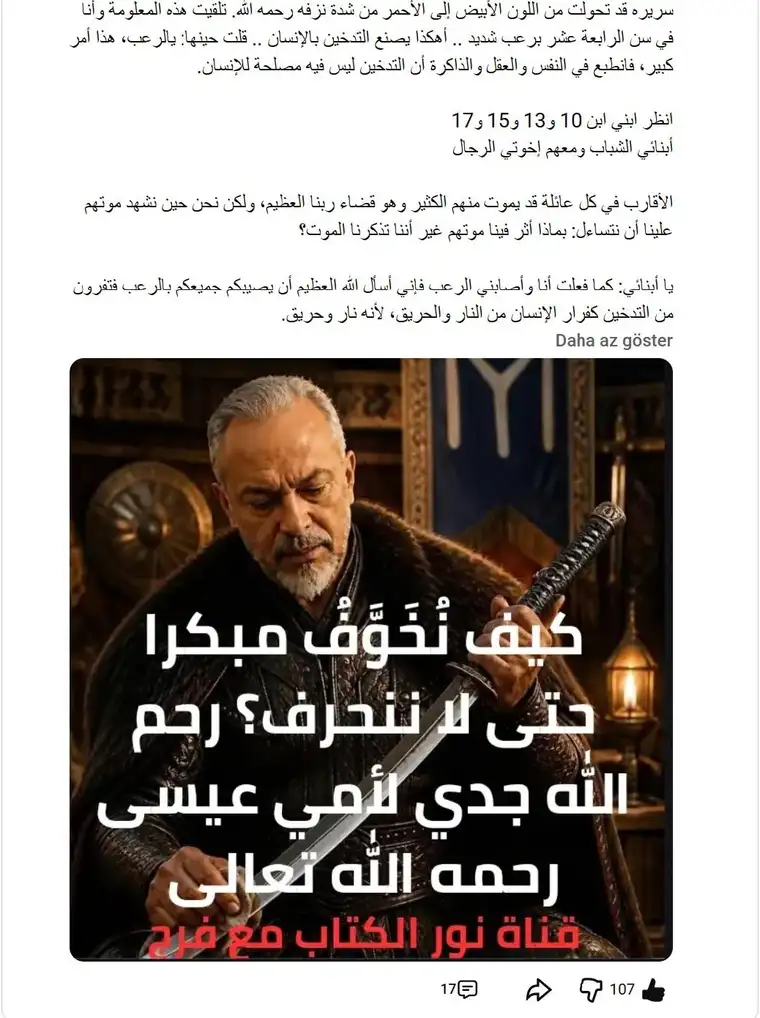 سريره قد تحولت من اللون الأبيض إلى الأحمر من شدة نزفه رحمه الله. تلقيت هذه المعلومة وأنا
في سن الرابعة عشر برعب شديد .. أهكذا يصنع التدخين بالإنسان .. قلت حينها: يالرعب، هذا أمر
كبير، فانطبع في النفس والعقل والذاكرة أن التدخين ليس فيه مصلحة للإنسان.
انظر ابني ابن 10 و13 و15 و17
أبنائي الشباب ومعهم إخوتي الرجال
الأقارب في كل عائلة قد يموت منهم الكثير وهو قضاء ربنا العظيم، ولكن نحن حين نشهد موتهم
علينا أن نتساءل: بماذا أثر فينا موتهم غير أننا تذكرنا الموت؟
يا أبنائي: كما فعلت أنا وأصابني الرعب فإني أسأل الله العظيم أن يصيبكم جميعكم بالرعب فتفرون
من التدخين كفرار الإنسان من النار والحريق، لأنه نار وحريق.
Daha az göster
كيف نُخَوَّفُ مبكرا
حتى لا ننحرف؟ رحم
الله جدي لأمي عيسى
رحمه الله تعالى
قناة نور الكتاب مع فرج
107
17